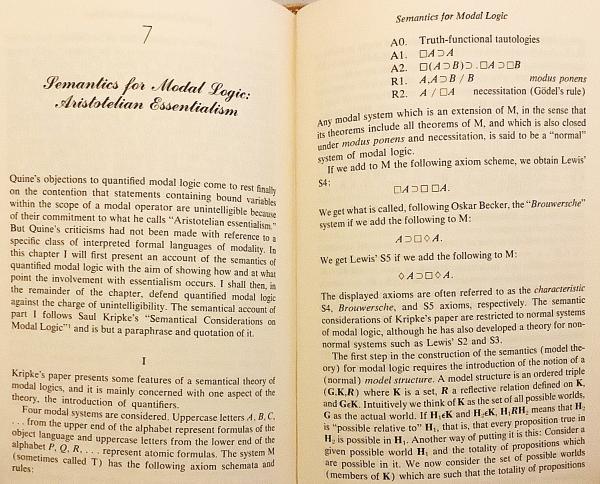 7
Semantics for Modal Logic:
Aristotelian Essentialism
Quine's objections to quantified modal logic come to rest finally
on the contention that statements containing bound variables
within the scope of a modal operator are unintelligible because
of their commitment to what he calls "Aristotelian essentialism."
But Quine's criticisms had not been made with reference to a
specific class of interpreted formal languages of modality. In
this chapter I will first present an account of the semantics of
quantified modal logic with the aim of showing how and at what
point the involvement with essentialism occurs. I shall then, in
the remainder of the chapter, defend quantified modal logic
against the charge of unintelligibility. The semantical account of
part I follows Saul Kripke's "Semantical Considerations on
Modal Logic"¹ and is but a paraphrase and quotation of it.
I
Kripke's paper presents some features of a semantical theory of
modal logics, and it is mainly concerned with one aspect of the
theory, the introduction of quantifiers.
Four modal systems are considered. Uppercase letters A, B, C,
. . . from the upper end of the alphabet represent formulas of the
object language and uppercase letters from the lower end of the
alphabet P, Q, R, . . . represent atomic formulas. The system M
(sometimes called T) has the following axiom schemata and
rules:
Semantics for Modal Logic
A0. Truth-functional tautologies
A1. □A⊃A
A2. □(A⊃B)⊃.□A⊃□B
R1. A,A⊃B / B modus ponens
R2. A / □A necessitation (Gödel's rule)
Any modal system which is an extension of M, in the sense that
its theorems include all theorems of M, and which is also closed
under modus ponens and necessitation, is said to be a "normal"
system of modal logic.
If we add to M the following axiom scheme, we obtain Lewis'
S4:
□A⊃□□A.
We get what is called, following Oskar Becker, the "Brouwersche"
system if we add the following to M:
A⊃□◊A.
We get Lewis' S5 if we add the following to M:
◊A⊃□◊A.
The displayed axioms are often referred to as the characteristic
S4, Brouwersche, and S5 axioms, respectively. The semantic
considerations of Kripke's paper are restricted to normal systems
of modal logic, although he has also developed a theory for non-
normal systems such as Lewis' S2 and S3.
The first step in the construction of the semantics (model the-
ory) for modal logic requires the introduction of the notion of a
(normal) model structure. A model structure is an ordered triple
(G,K,R) where K is a set, R a reflective relation defined on K,
and GεK. Intuitively we think of K as the set of all possible worlds,
G as the actual world. If H₁εK and H₂εK, H₁RH₂ means that H₂
is "possible relative to" H₁, that is, that every proposition true in
H₂ is possible in H₁. Another way of putting it is this: Consider a
given possible world H₁ and the totality of propositions which
are possible in it. We now consider the set of possible worlds
(members of K) which are such that the totality of propositions